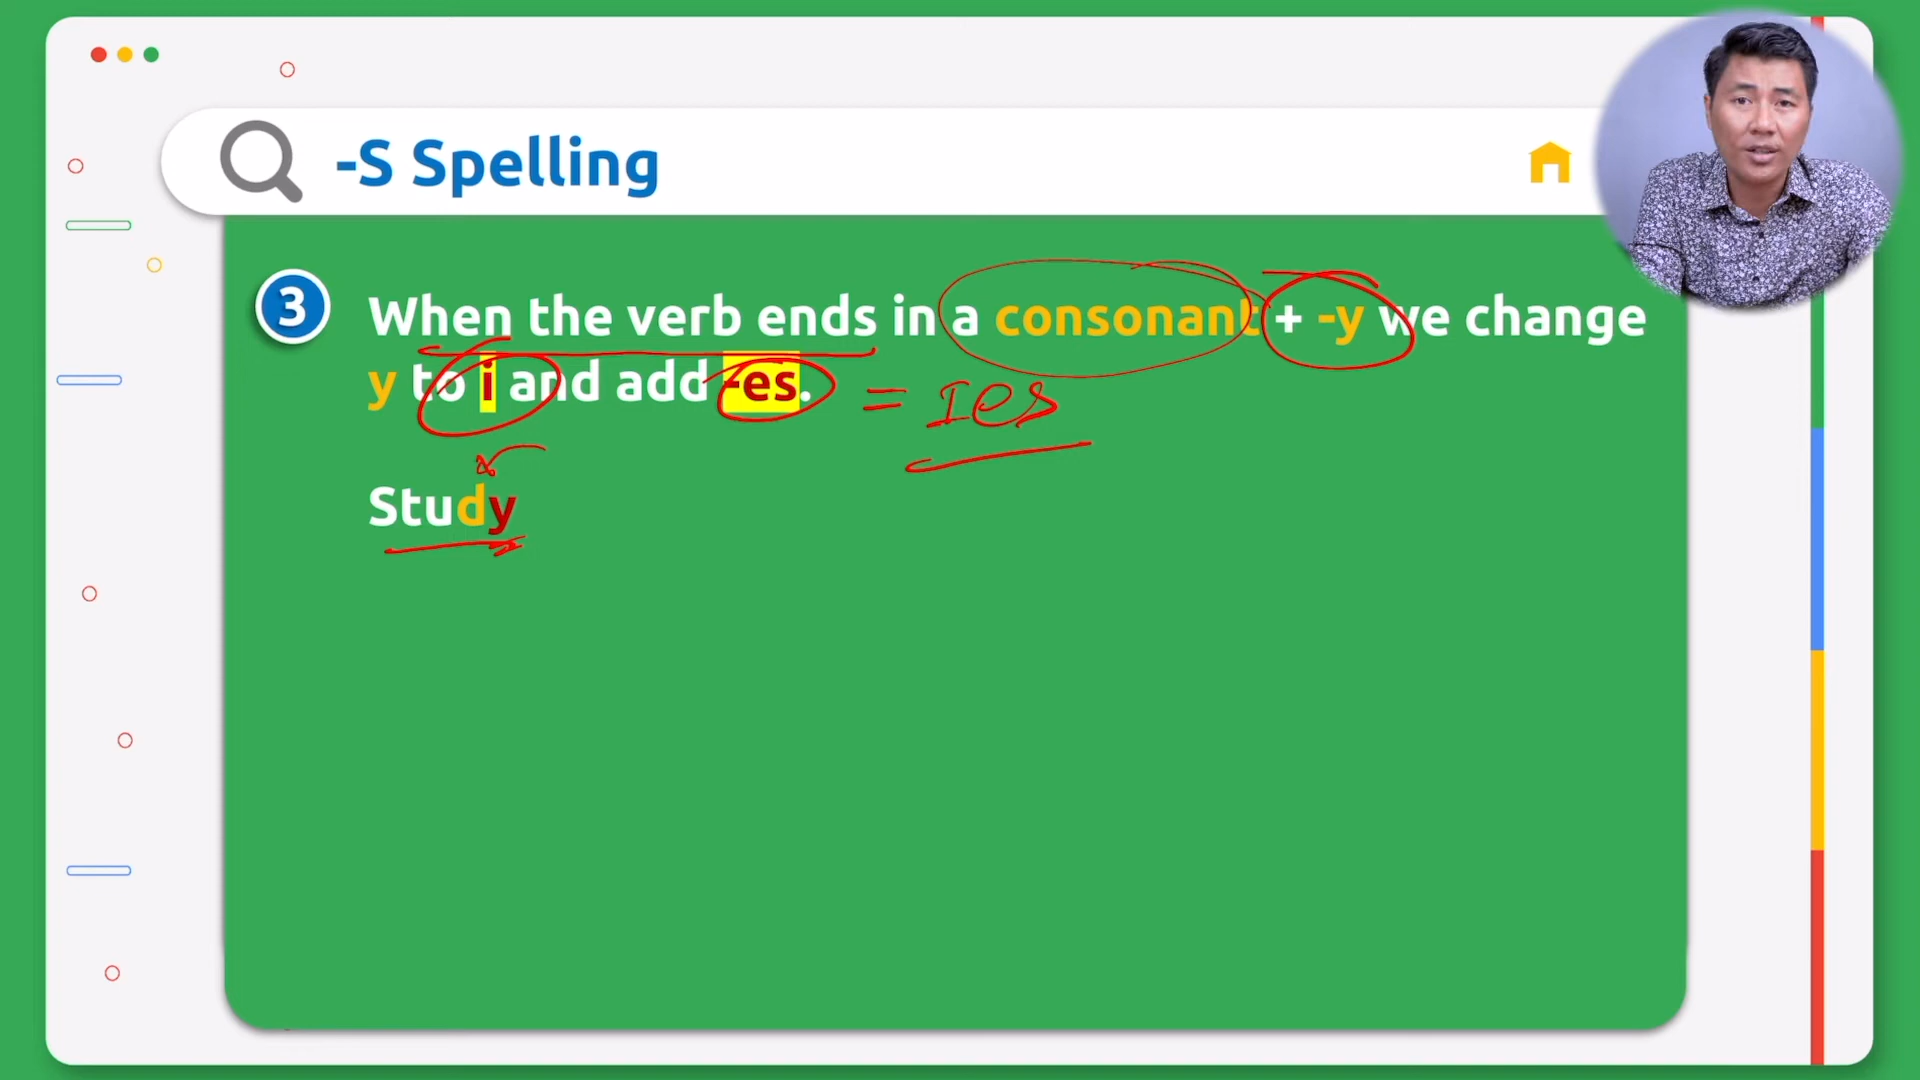 -S Spelling
3 When the verb ends in a consonant + -y we change
y to i and add -es. = Ies
Study